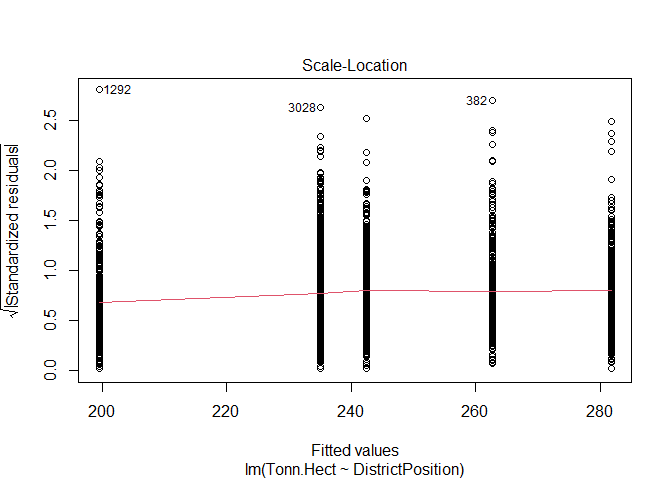 Scale-Location
√|Standardized residuals|
2.5
2.0
1.5
1.0
0.5
0.0
1292
3028
382
200 220 240 260 280
Fitted values
lm(Tonn.Hect ~ DistrictPosition)